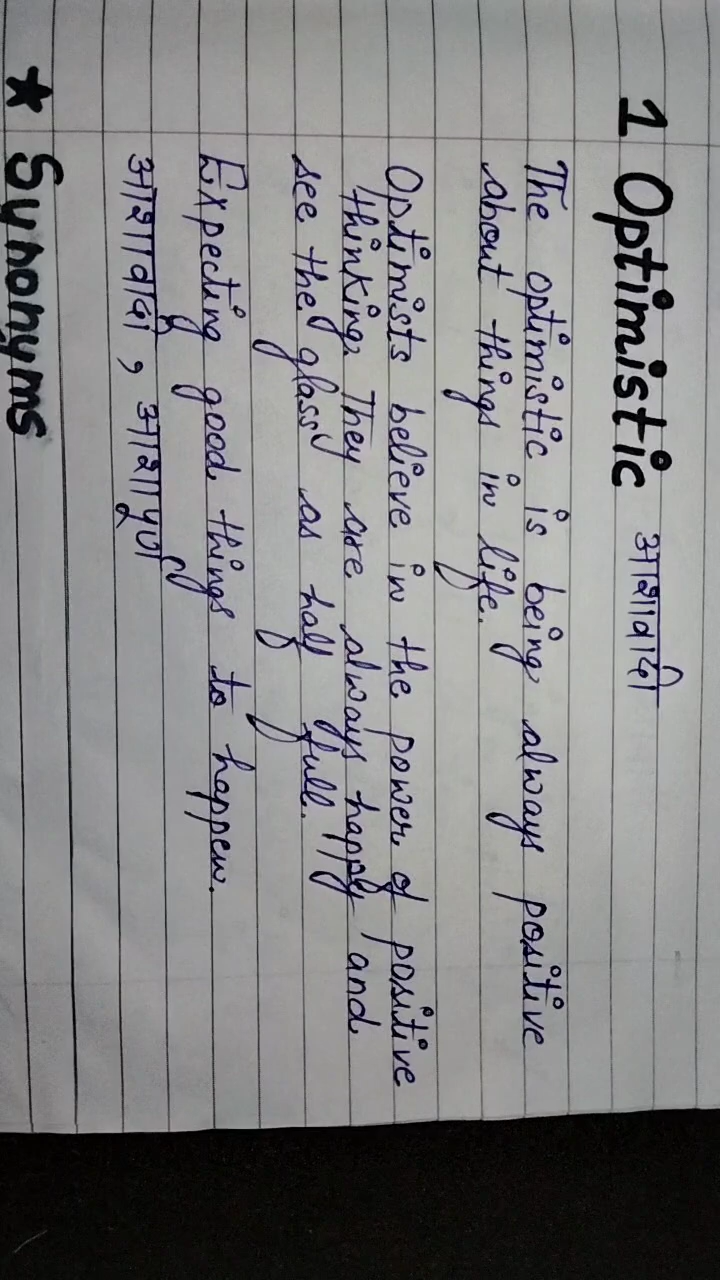 1 Optimistic आशावादी
The optimistic is being always positive
about things in life.
Optimists believe in the power of positive
thinking. They are always happy and
see the glass as half full.
Expecting good things to happen.
आशावादी, आशापूर्ण
★ Synonyms